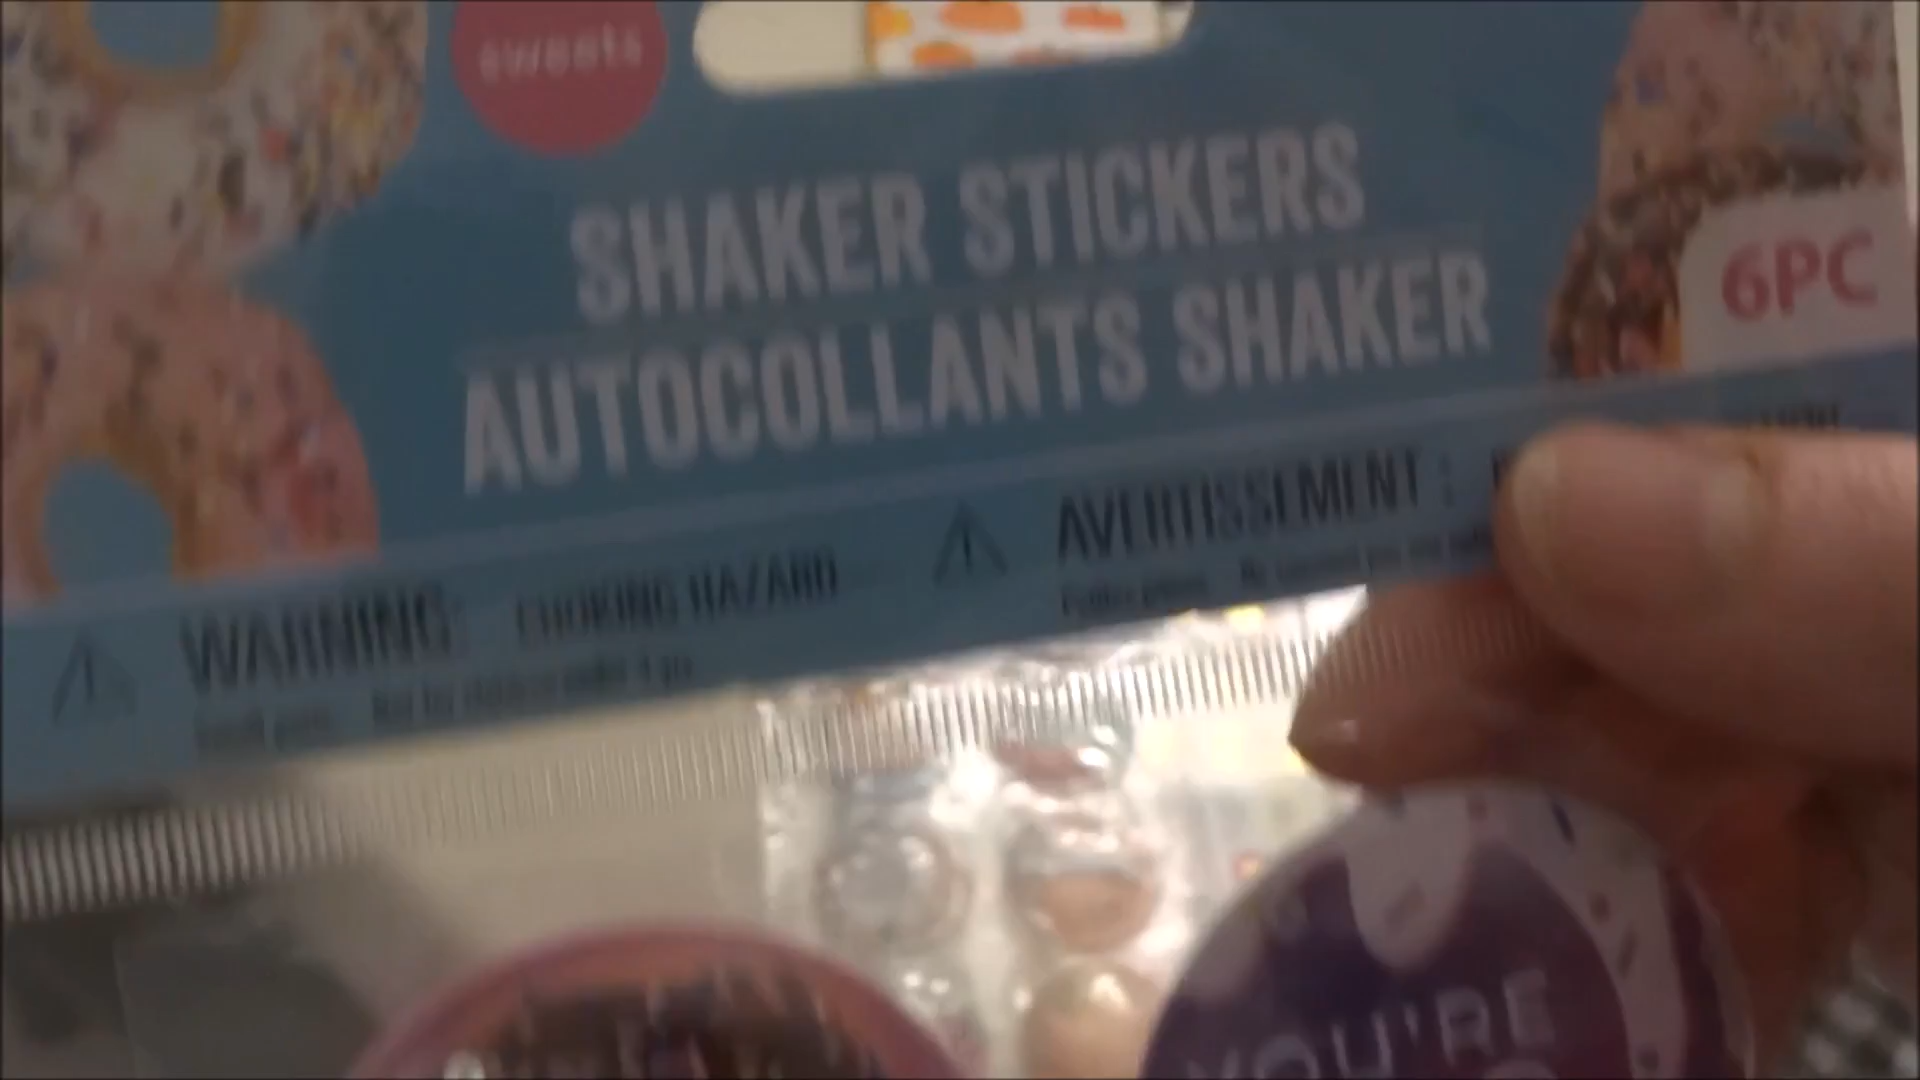 sweets
SHAKER STICKERS
AUTOCOLLANTS SHAKER
6PC
WARNING: CHOKING HAZARD
AVERTISSEMENT :
YOU'RE